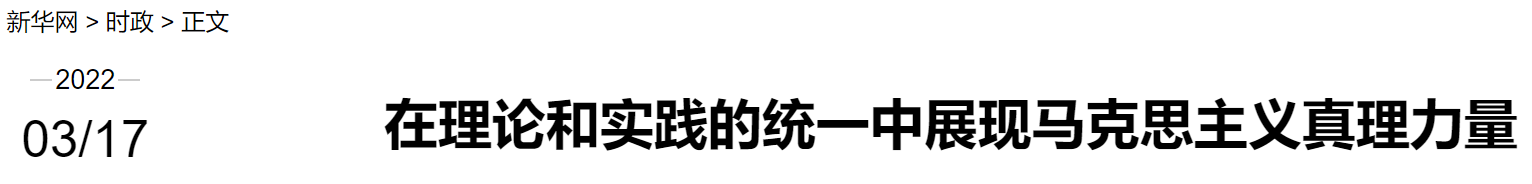 新华网 > 时政 > 正文
2022
03/17
在理论和实践的统一中展现马克思主义真理力量